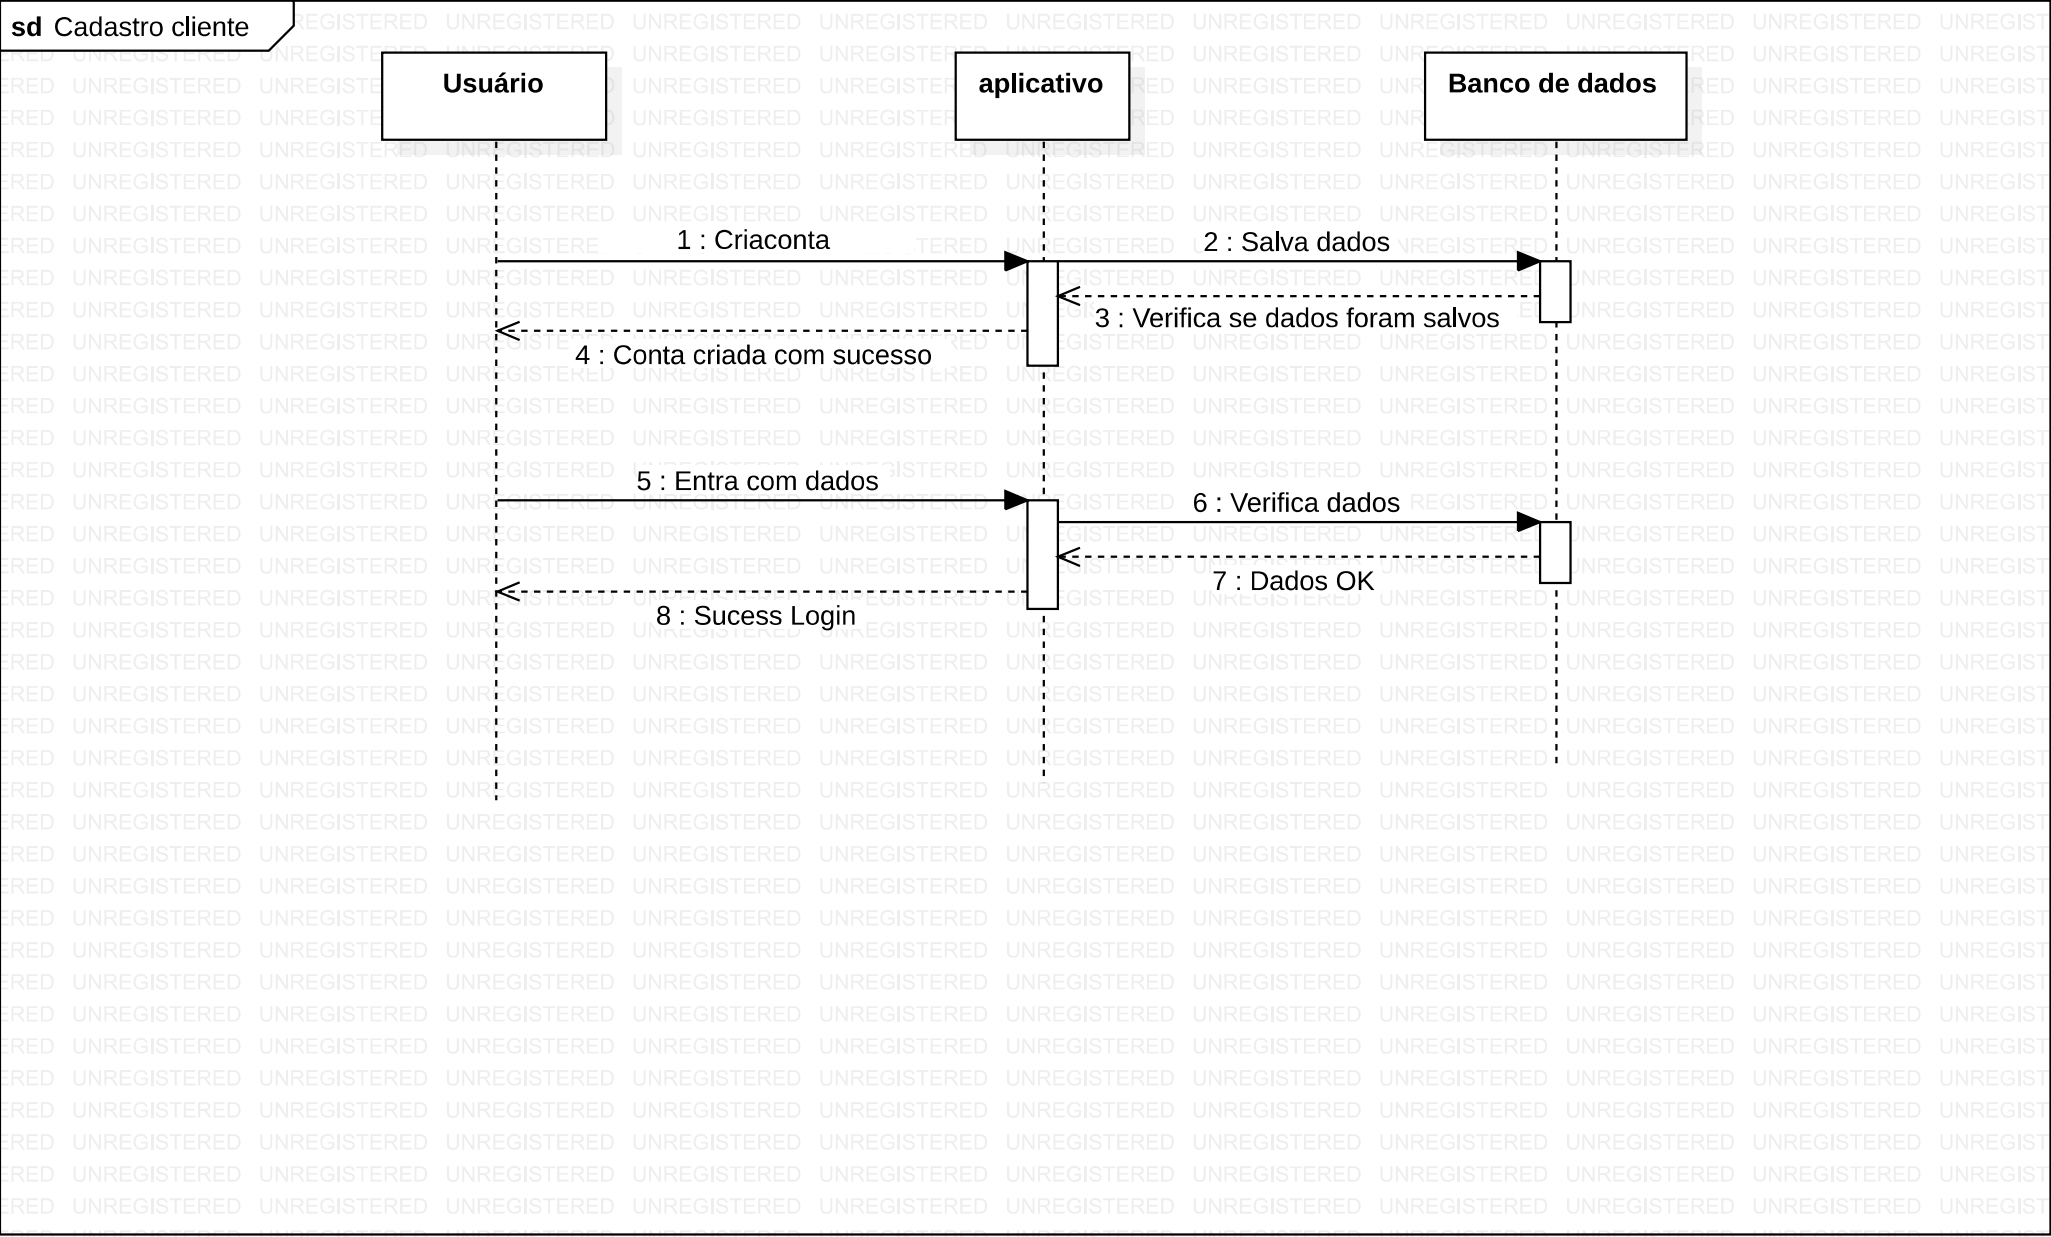 sd Cadastro cliente
Usuário
aplicativo
Banco de dados
1 : Criaconta
2 : Salva dados
3 : Verifica se dados foram salvos
4 : Conta criada com sucesso
5 : Entra com dados
6 : Verifica dados
7 : Dados OK
8 : Sucess Login
UNREGISTERED